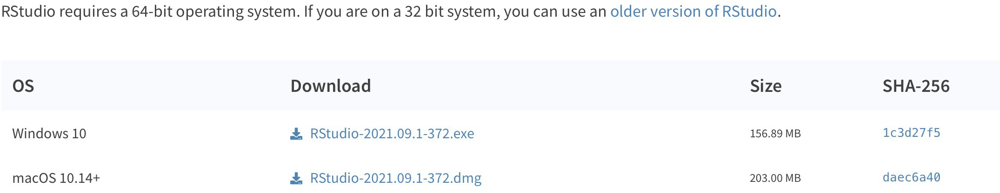 RStudio requires a 64-bit operating system. If you are on a 32 bit system, you can use an older version of RStudio.
OS Download Size SHA-256
Windows 10 RStudio-2021.09.1-372.exe 156.89 MB 1c3d27f5
macOS 10.14+ RStudio-2021.09.1-372.dmg 203.00 MB daec6a40